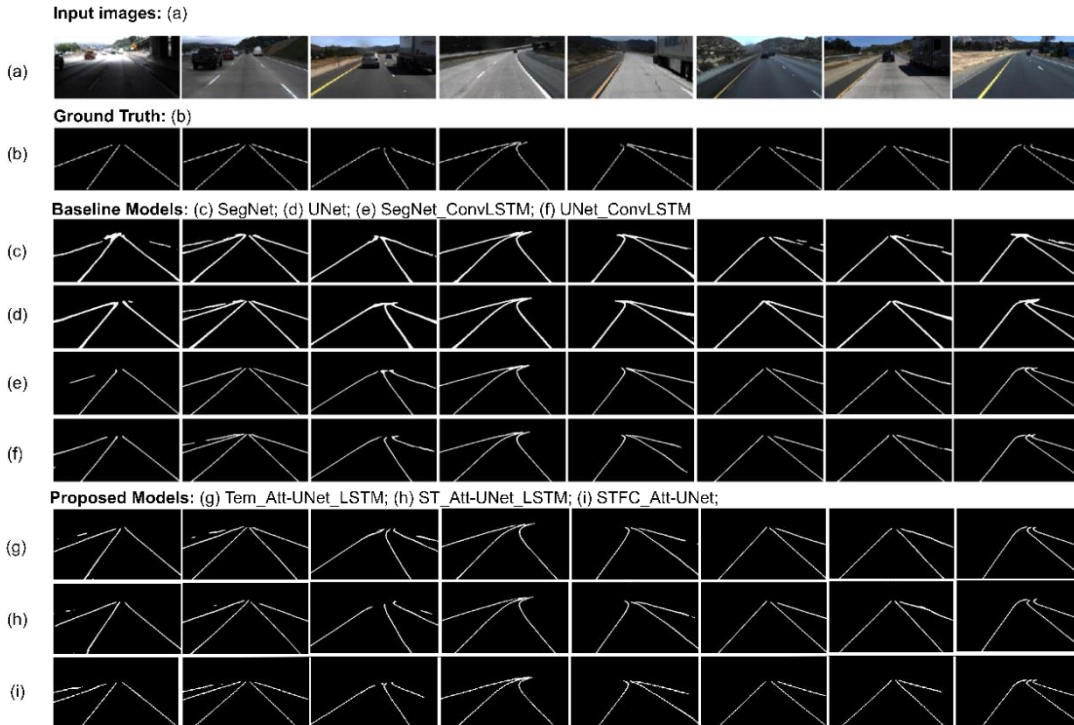 Input images: (a)
(a)
Ground Truth: (b)
(b)
Baseline Models: (c) SegNet; (d) UNet; (e) SegNet_ConvLSTM; (f) UNet_ConvLSTM
(c)
(d)
(e)
(f)
Proposed Models: (g) Tem_Att-UNet_LSTM; (h) ST_Att-UNet_LSTM; (i) STFC_Att-UNet;
(g)
(h)
(i)